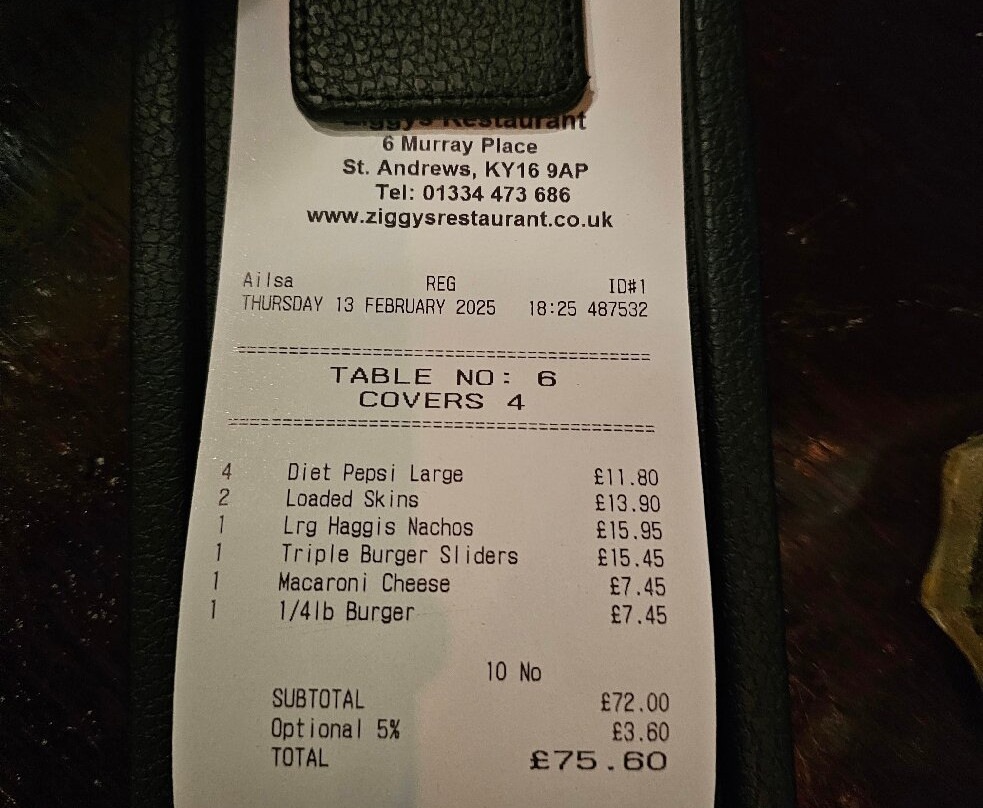 Ziggys Restaurant
6 Murray Place
St. Andrews, KY16 9AP
Tel: 01334 473 686
www.ziggysrestaurant.co.uk
Ailsa REG ID#1
THURSDAY 13 FEBRUARY 2025 18:25 487532
TABLE NO: 6
COVERS 4
4 Diet Pepsi Large £11.80
2 Loaded Skins £13.90
1 Lrg Haggis Nachos £15.95
1 Triple Burger Sliders £15.45
1 Macaroni Cheese £7.45
1 1/4lb Burger £7.45
10 No
SUBTOTAL £72.00
Optional 5% £3.60
TOTAL £75.60